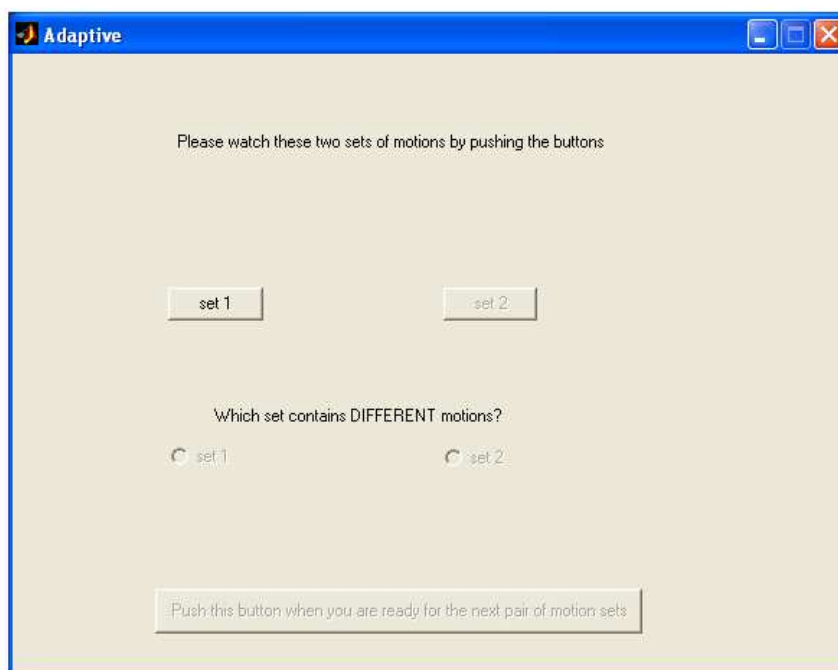 Adaptive
Please watch these two sets of motions by pushing the buttons
set 1
set 2
Which set contains DIFFERENT motions?
set 1
set 2
Push this button when you are ready for the next pair of motion sets